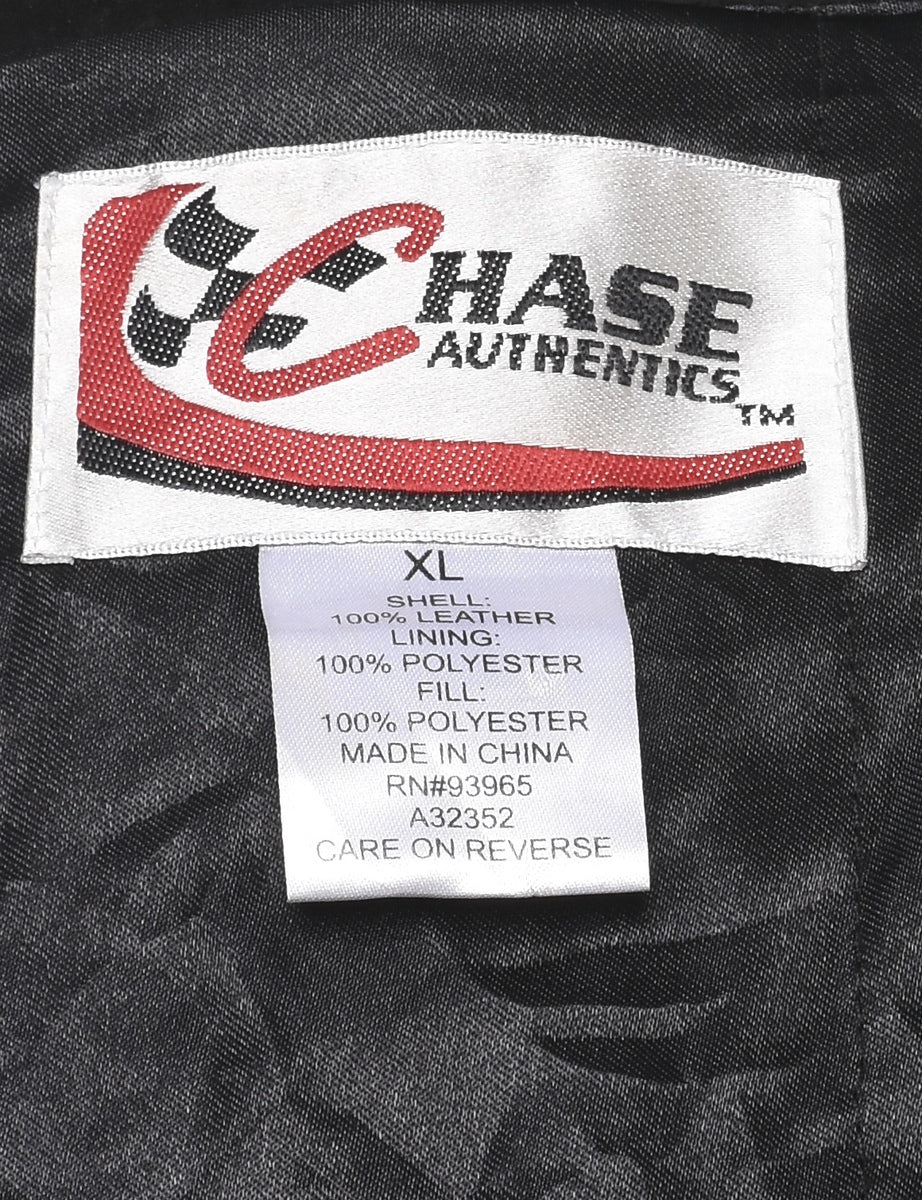 CHASE
AUTHENTICS
TM
XL
SHELL:
100% LEATHER
LINING:
100% POLYESTER
FILL:
100% POLYESTER
MADE IN CHINA
RN#93965
A32352
CARE ON REVERSE